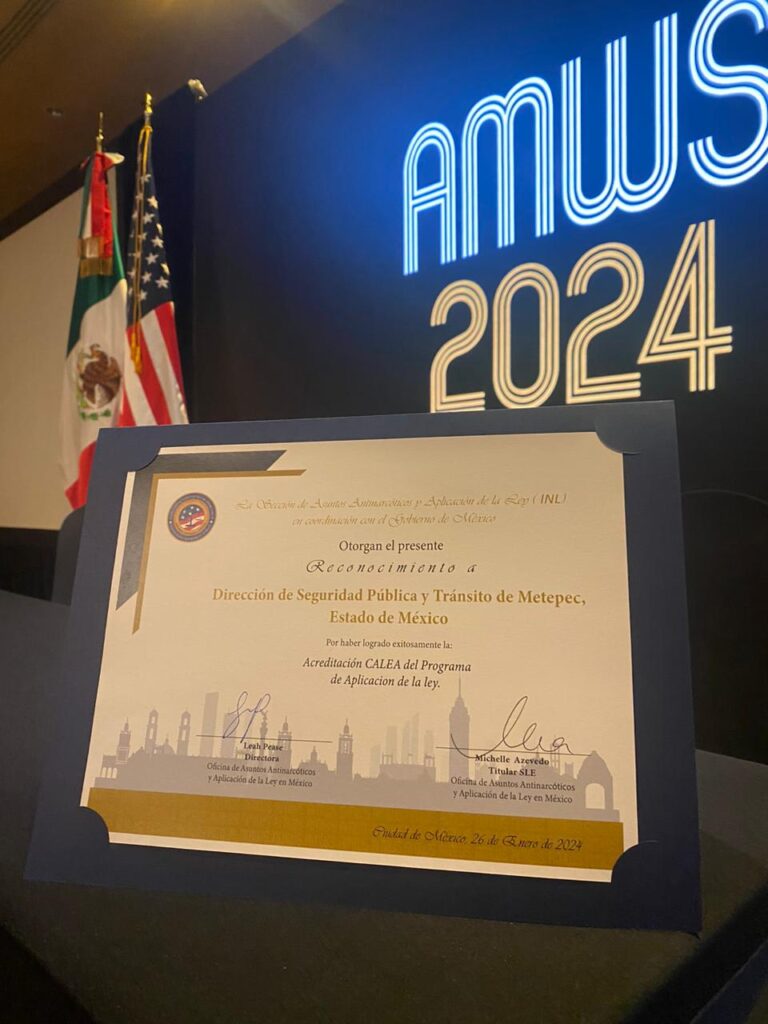 AMWS
2024
La Sección de Asuntos Antinarcóticos y Aplicación de la Ley (INL)
en coordinación con el Gobierno de México
Otorgan el presente
Reconocimiento a
Dirección de Seguridad Pública y Tránsito de Metepec,
Estado de México
Por haber logrado exitosamente la:
Acreditación CALEA del Programa
de Aplicacion de la ley.
Leah Pease
Directora
Oficina de Asuntos Antinarcóticos
y Aplicación de la Ley en México
Michelle Azevedo
Titular SLE
Oficina de Asuntos Antinarcóticos
y Aplicación de la Ley en México
Ciudad de México, 26 de Enero de 2024